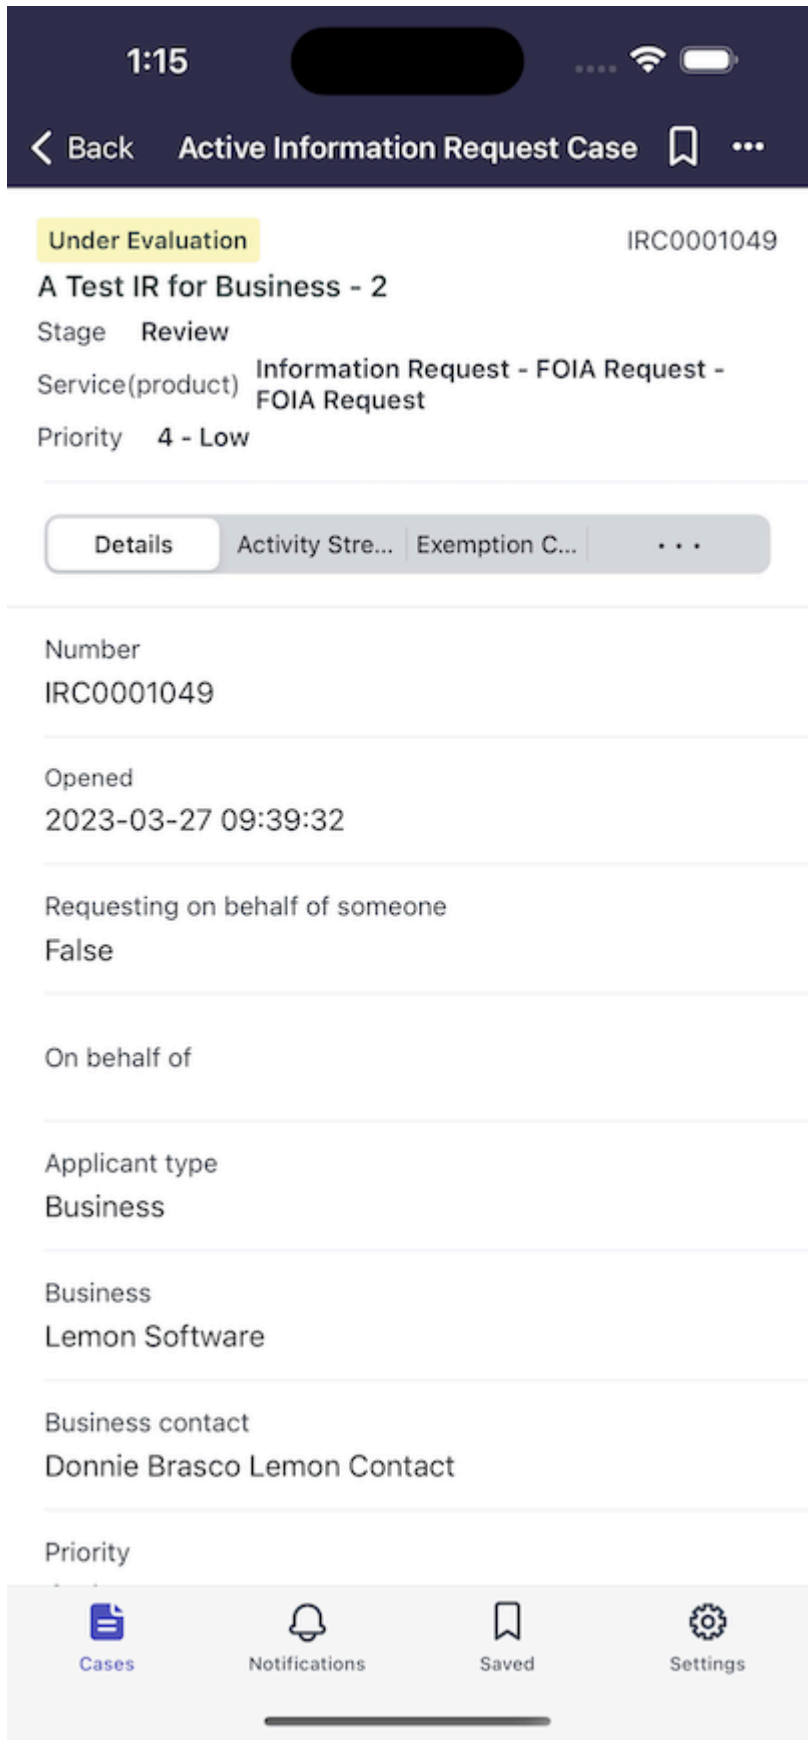 1:15
Back Active Information Request Case
Under Evaluation IRC0001049
A Test IR for Business - 2
Stage Review
Service(product) Information Request - FOIA Request -
FOIA Request
Priority 4 - Low
Details Activity Stre... Exemption C... ...
Number
IRC0001049
Opened
2023-03-27 09:39:32
Requesting on behalf of someone
False
On behalf of
Applicant type
Business
Business
Lemon Software
Business contact
Donnie Brasco Lemon Contact
Priority
Cases Notifications Saved Settings